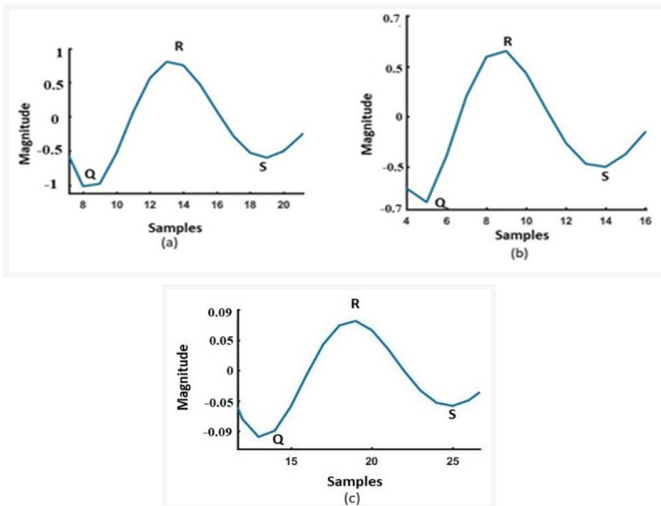 1
R
0.5
Magnitude
0
-0.5
Q
S
-1
8 10 12 14 16 18 20
Samples
(a)
0.7
R
0.5
Magnitude
0
-0.5
S
Q
-0.7
4 6 8 10 12 14 16
Samples
(b)
0.09
R
0.05
Magnitude
0
-0.05
S
-0.09
Q
15 20 25
Samples
(c)